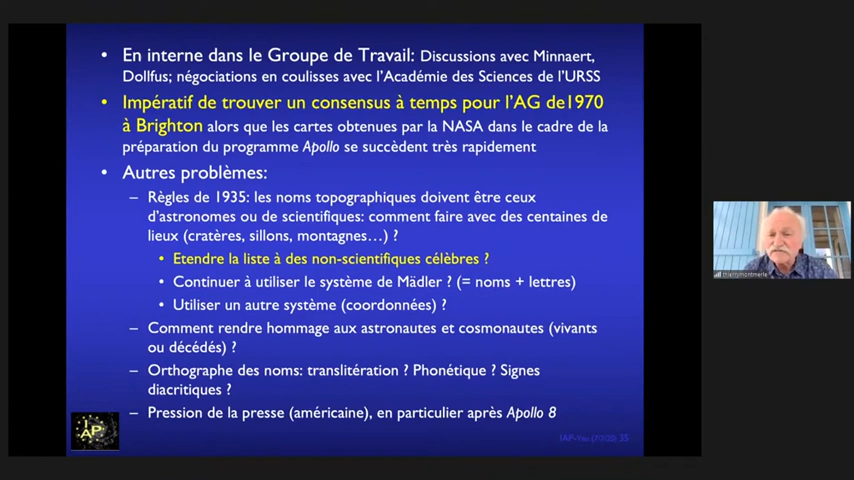 • En interne dans le Groupe de Travail: Discussions avec Minnaert,
Dollfus; négociations en coulisses avec l'Académie des Sciences de l'URSS
• Impératif de trouver un consensus à temps pour l'AG de1970
à Brighton alors que les cartes obtenues par la NASA dans le cadre de la
préparation du programme Apollo se succèdent très rapidement
• Autres problèmes:
– Règles de 1935: les noms topographiques doivent être ceux
d'astronomes ou de scientifiques: comment faire avec des centaines de
lieux (cratères, sillons, montagnes…) ?
• Etendre la liste à des non-scientifiques célèbres ?
• Continuer à utiliser le système de Mädler ? (= noms + lettres)
• Utiliser un autre système (coordonnées) ?
– Comment rendre hommage aux astronautes et cosmonautes (vivants
ou décédés) ?
– Orthographe des noms: translitération ? Phonétique ? Signes
diacritiques ?
– Pression de la presse (américaine), en particulier après Apollo 8
IAP
35
thierrymontmerle